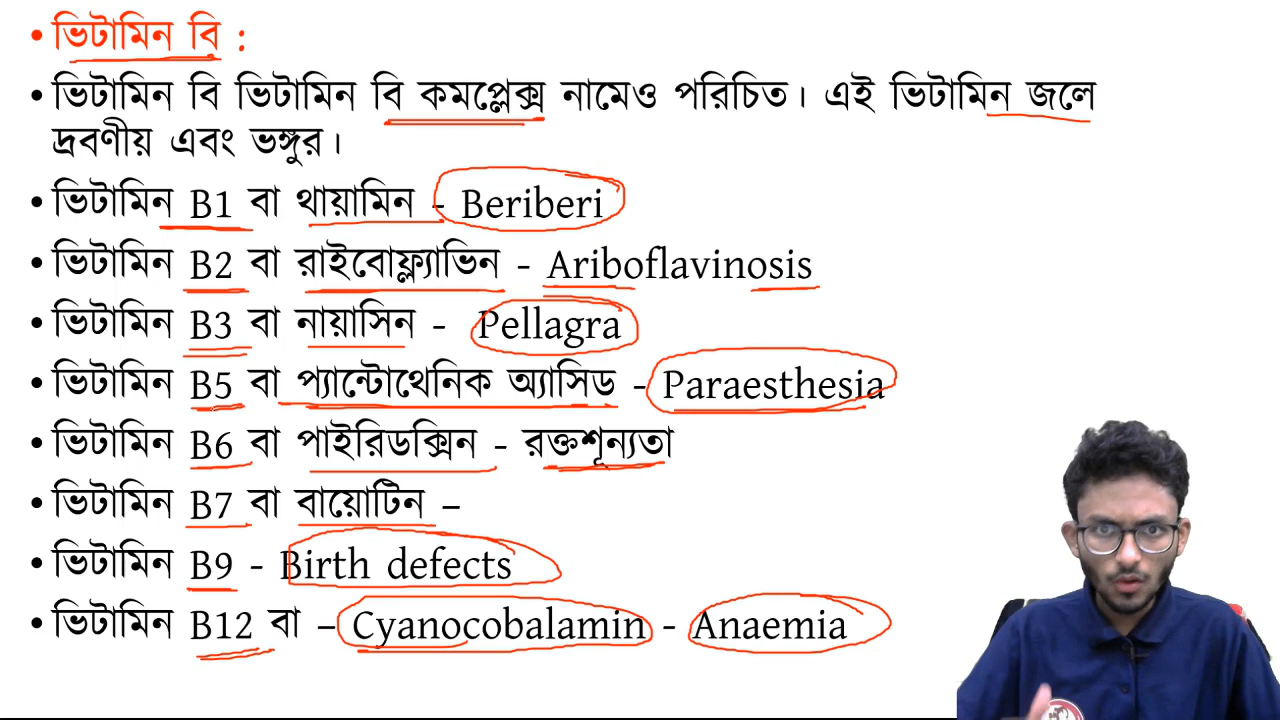 • ভিটামিন বি :
• ভিটামিন বি ভিটামিন বি কমপ্লেক্স নামেও পরিচিত। এই ভিটামিন জলে
দ্রবণীয় এবং ভঙ্গুর।
• ভিটামিন B1 বা থায়ামিন - Beriberi
• ভিটামিন B2 বা রাইবোফ্ল্যাভিন - Ariboflavinosis
• ভিটামিন B3 বা নায়াসিন - Pellagra
• ভিটামিন B5 বা প্যান্টোথেনিক অ্যাসিড - Paraesthesia
• ভিটামিন B6 বা পাইরিডক্সিন - রক্তশূন্যতা
• ভিটামিন B7 বা বায়োটিন –
• ভিটামিন B9 - Birth defects
• ভিটামিন B12 বা – Cyanocobalamin - Anaemia